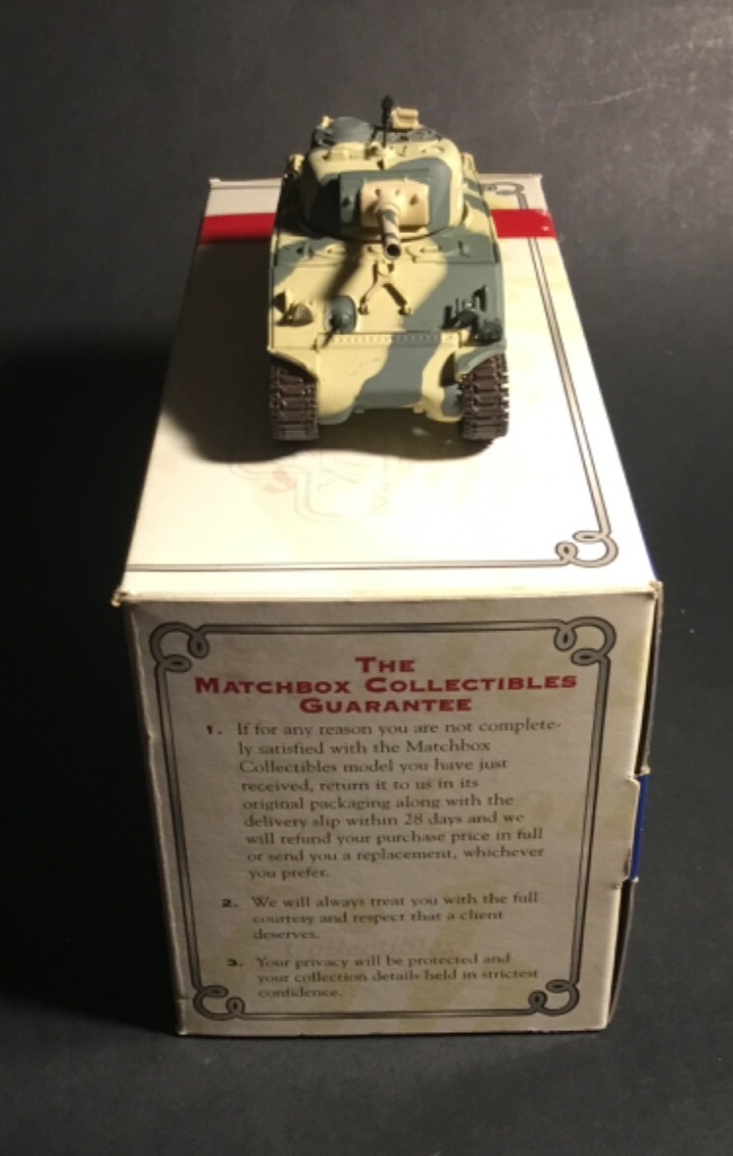 THE
MATCHBOX COLLECTIBLES
GUARANTEE
1. If for any reason you are not complete-
ly satisfied with the Matchbox
Collectibles model you have just
received, return it to us in its
original packaging along with the
delivery slip within 28 days and we
will refund your purchase price in full
or send you a replacement, whichever
you prefer.
2. We will always treat you with the full
courtesy and respect that a client
deserves.
3. Your privacy will be protected and
your collection details held in strictest
confidence.